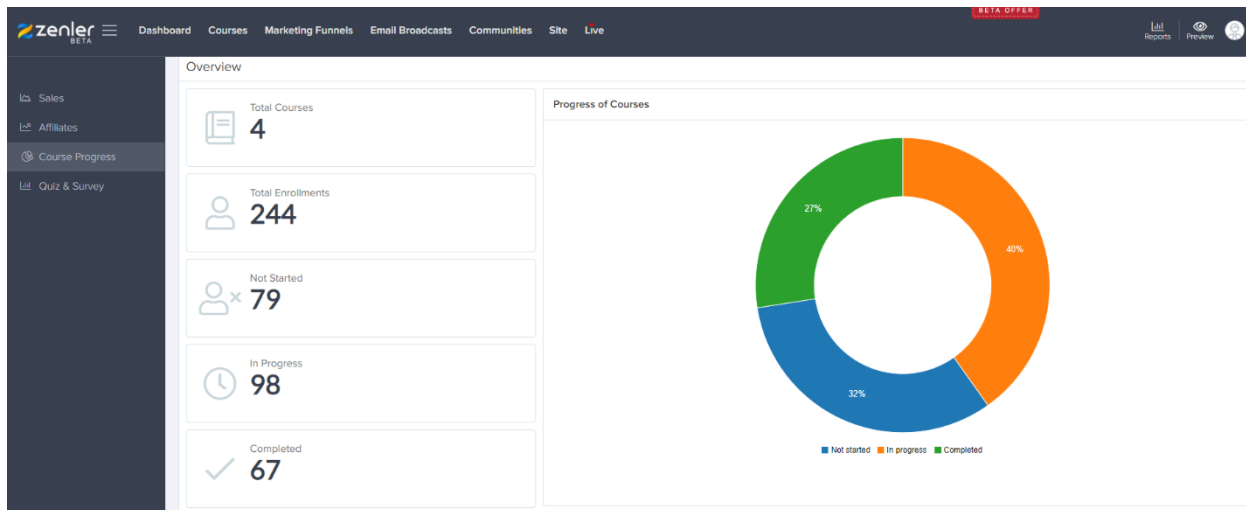 BETA OFFER
zenler
BETA
Dashboard Courses Marketing Funnels Email Broadcasts Communities Site Live
Reports Preview
Sales
Affiliates
Course Progress
Quiz & Survey
Overview
Total Courses
4
Total Enrollments
244
Not Started
79
In Progress
98
Completed
67
Progress of Courses
27%
40%
32%
Not started In progress Completed